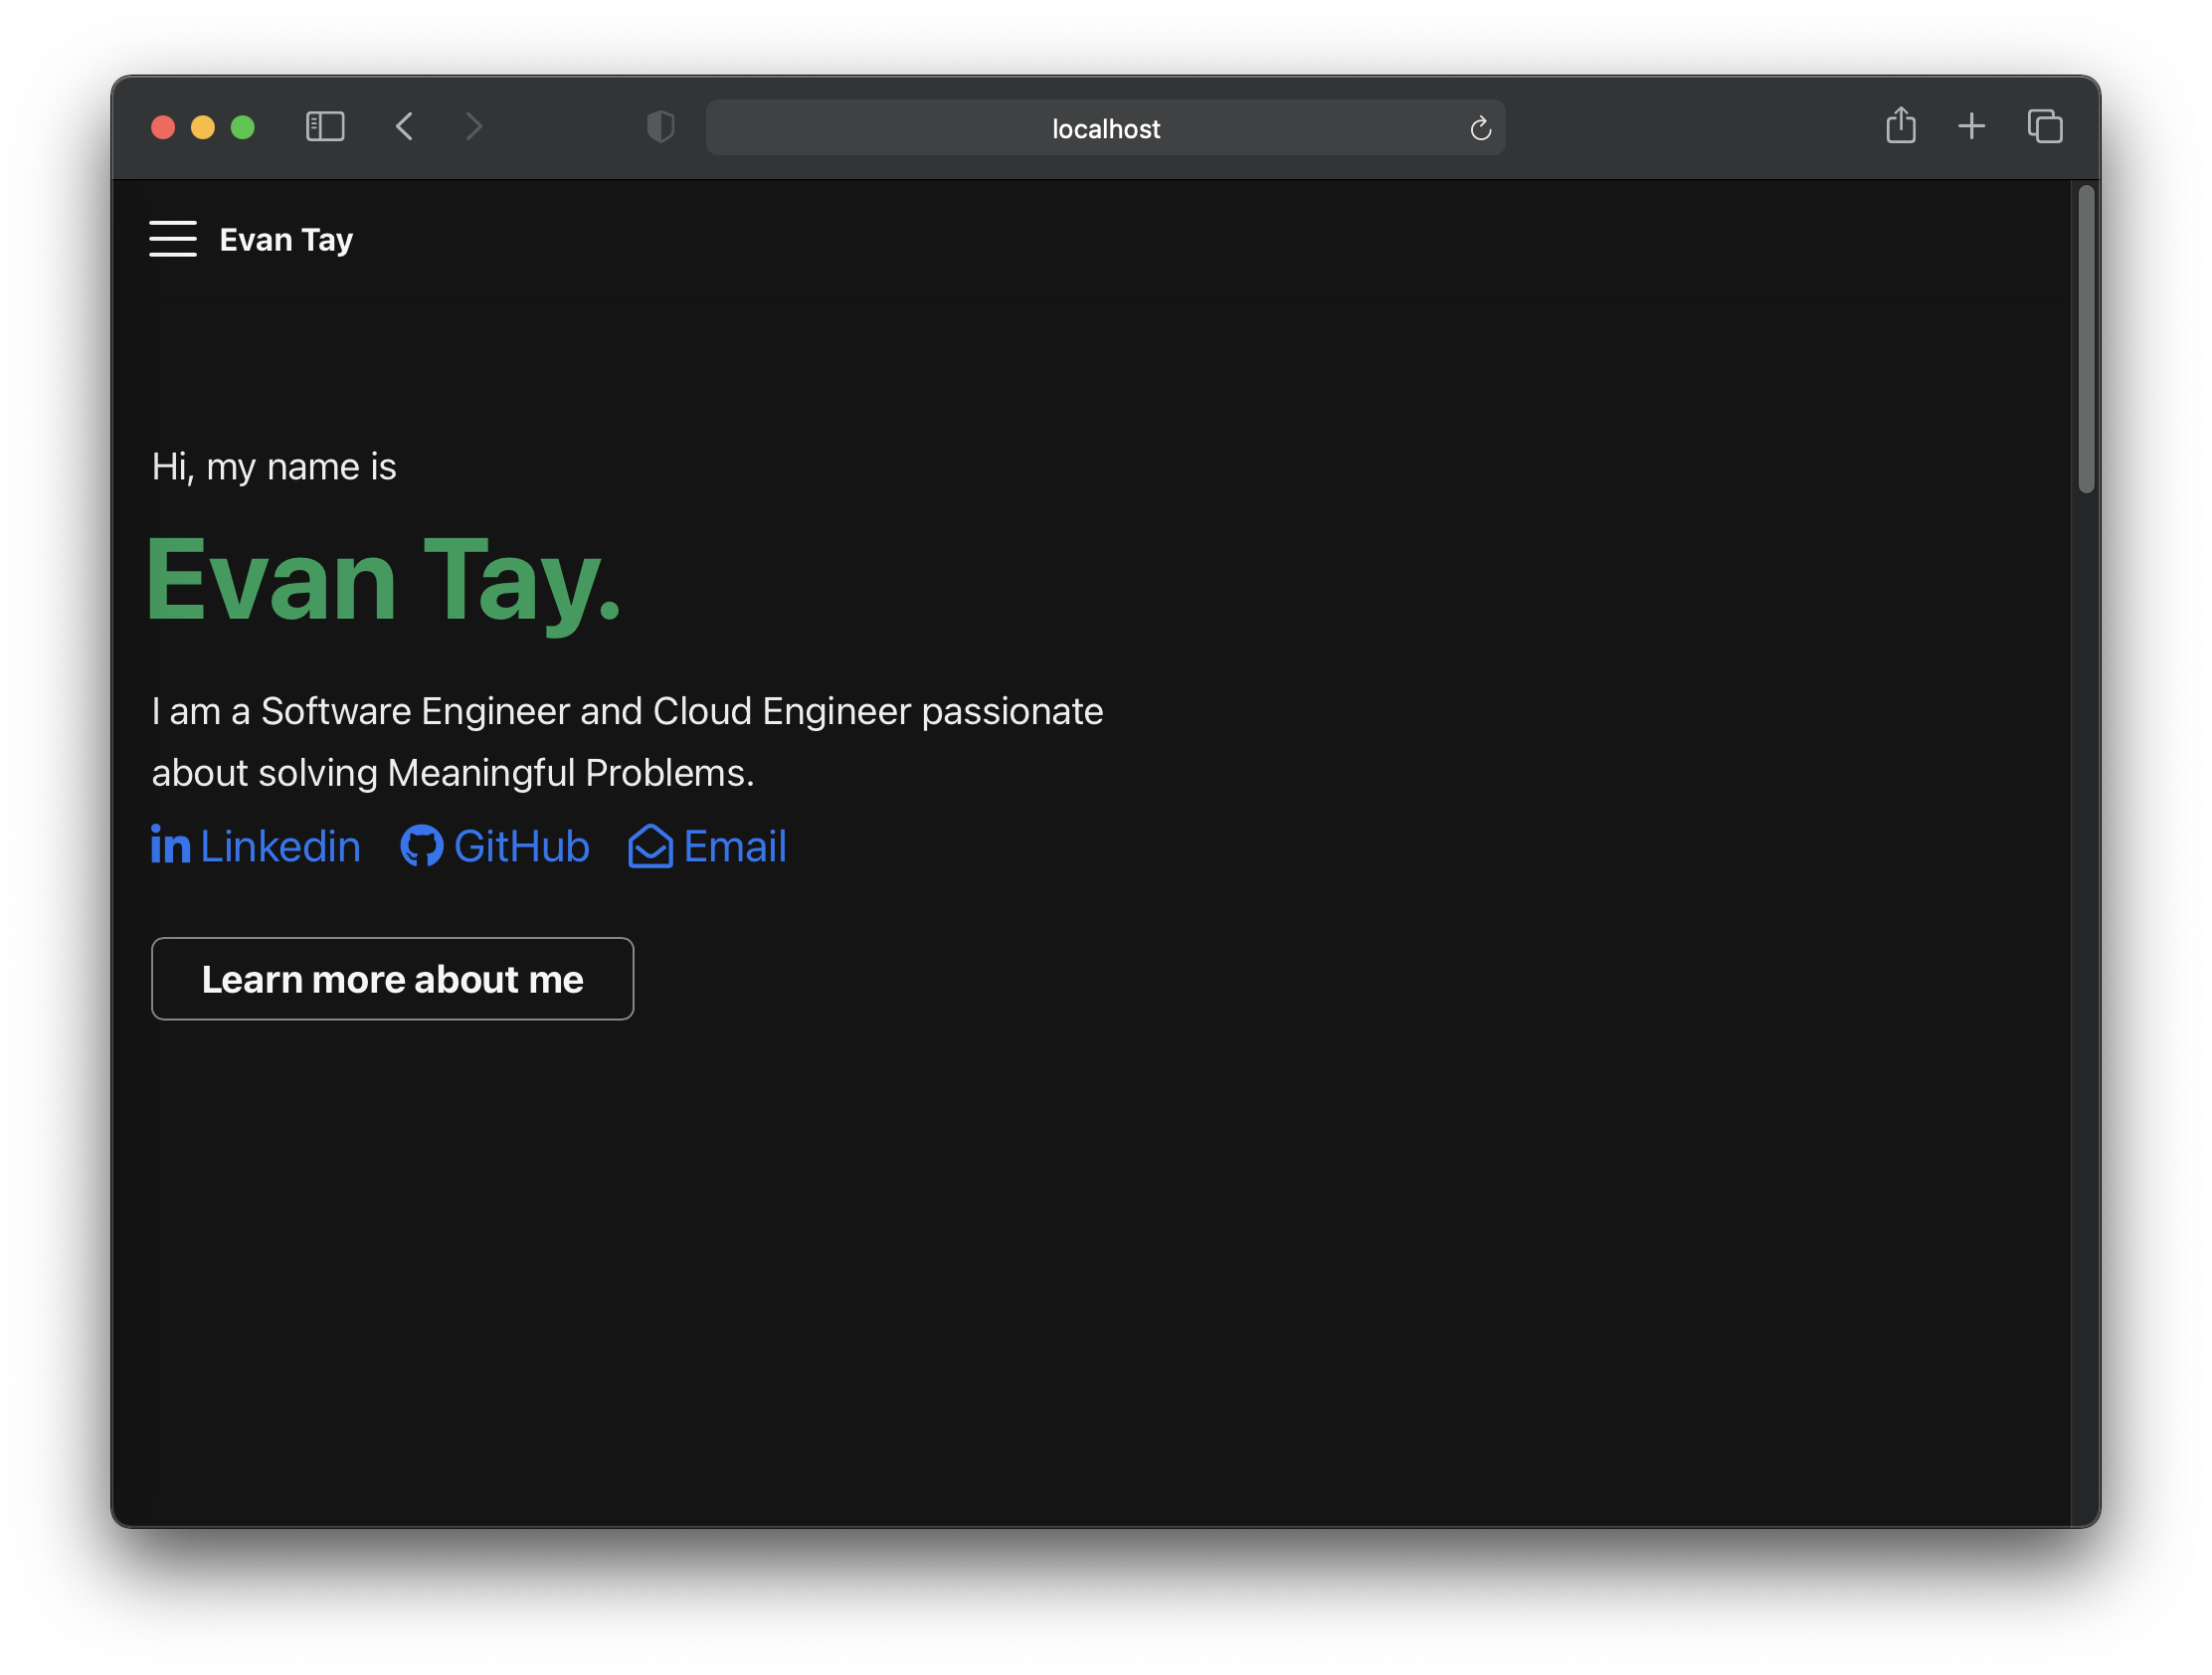 localhost
Evan Tay
Hi, my name is
Evan Tay.
I am a Software Engineer and Cloud Engineer passionate
about solving Meaningful Problems.
in Linkedin GitHub Email
Learn more about me